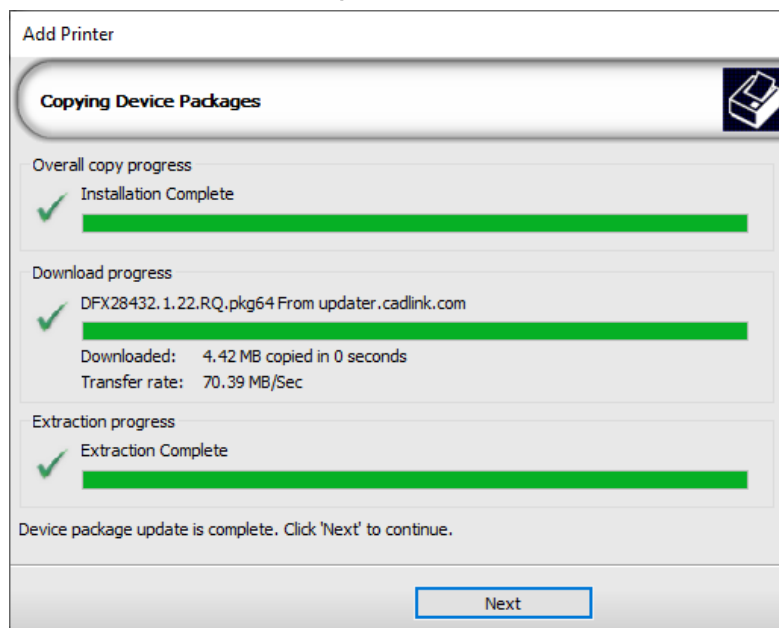 Add Printer
Copying Device Packages
Overall copy progress
Installation Complete
Download progress
DFX28432.1.22.RQ.pkg64 From updater.cadlink.com
Downloaded: 4.42 MB copied in 0 seconds
Transfer rate: 70.39 MB/Sec
Extraction progress
Extraction Complete
Device package update is complete. Click 'Next' to continue.
Next